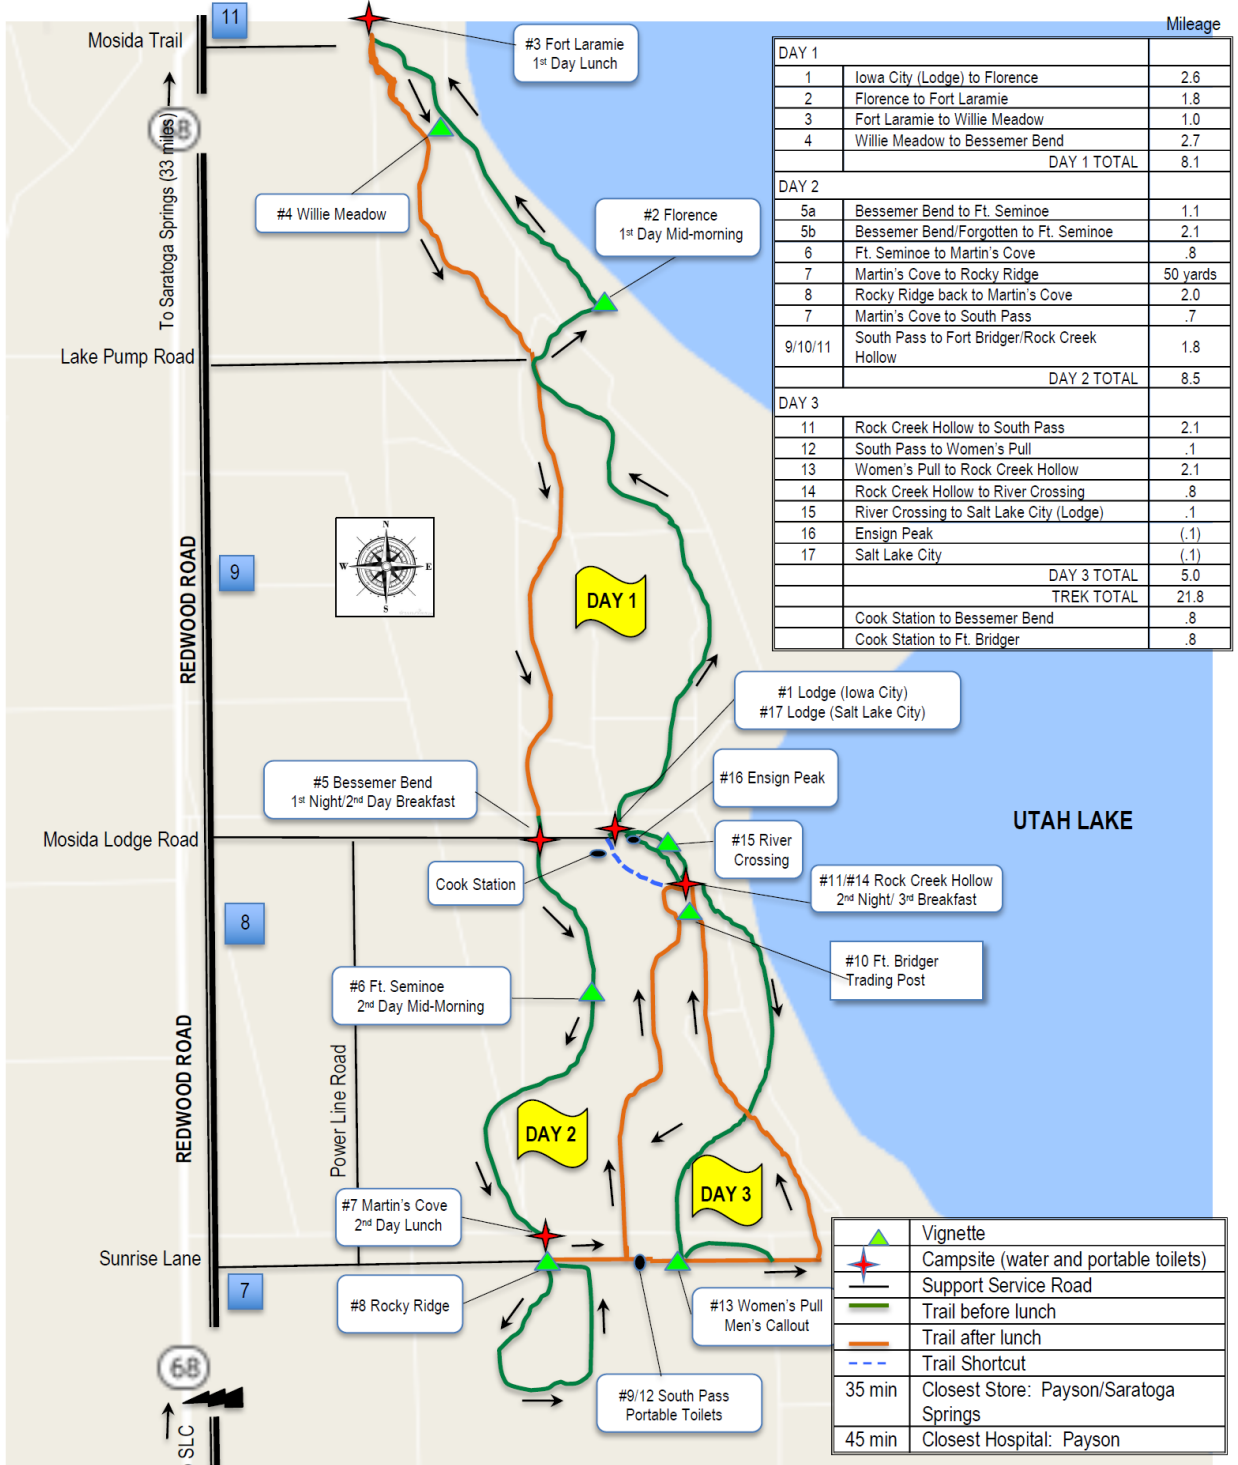 11
Mosida Trail
#3 Fort Laramie
1st Day Lunch
Mileage
DAY 1
1 Iowa City (Lodge) to Florence 2.6
2 Florence to Fort Laramie 1.8
3 Fort Laramie to Willie Meadow 1.0
4 Willie Meadow to Bessemer Bend 2.7
DAY 1 TOTAL 8.1
DAY 2
5a Bessemer Bend to Ft. Seminoe 1.1
5b Bessemer Bend/Forgotten to Ft. Seminoe 2.1
6 Ft. Seminoe to Martin's Cove .8
7 Martin's Cove to Rocky Ridge 50 yards
8 Rocky Ridge back to Martin's Cove 2.0
7 Martin's Cove to South Pass .7
9/10/11 South Pass to Fort Bridger/Rock Creek
Hollow 1.8
DAY 2 TOTAL 8.5
DAY 3
11 Rock Creek Hollow to South Pass 2.1
12 South Pass to Women's Pull .1
13 Women's Pull to Rock Creek Hollow 2.1
14 Rock Creek Hollow to River Crossing .8
15 River Crossing to Salt Lake City (Lodge) .1
16 Ensign Peak (.1)
17 Salt Lake City (.1)
DAY 3 TOTAL 5.0
TREK TOTAL 21.8
Cook Station to Bessemer Bend .8
Cook Station to Ft. Bridger .8
To Saratoga Springs (33 miles)
#4 Willie Meadow
#2 Florence
1st Day Mid-morning
Lake Pump Road
N
W E
S
9
REDWOOD ROAD
DAY 1
#1 Lodge (Iowa City)
#17 Lodge (Salt Lake City)
#5 Bessemer Bend
1st Night/2nd Day Breakfast
#16 Ensign Peak
UTAH LAKE
Mosida Lodge Road
#15 River
Crossing
Cook Station
#11/#14 Rock Creek Hollow
2nd Night/ 3rd Breakfast
8
#10 Ft. Bridger
Trading Post
#6 Ft. Seminoe
2nd Day Mid-Morning
REDWOOD ROAD
Power Line Road
DAY 2
DAY 3
#7 Martin's Cove
2nd Day Lunch
Sunrise Lane
7
#8 Rocky Ridge
#13 Women's Pull
Men's Callout
#9/12 South Pass
Portable Toilets
68
SLC
Vignette
Campsite (water and portable toilets)
Support Service Road
Trail before lunch
Trail after lunch
Trail Shortcut
35 min Closest Store: Payson/Saratoga
Springs
45 min Closest Hospital: Payson